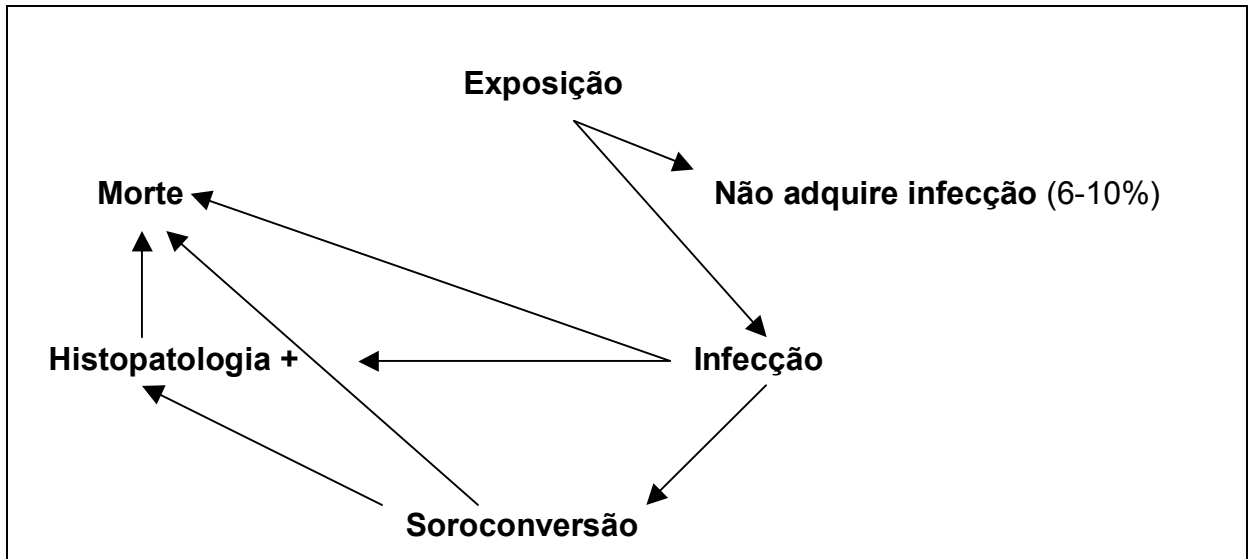 Exposição
Morte
Não adquire infecção (6-10%)
Histopatologia +
Infecção
Soroconversão